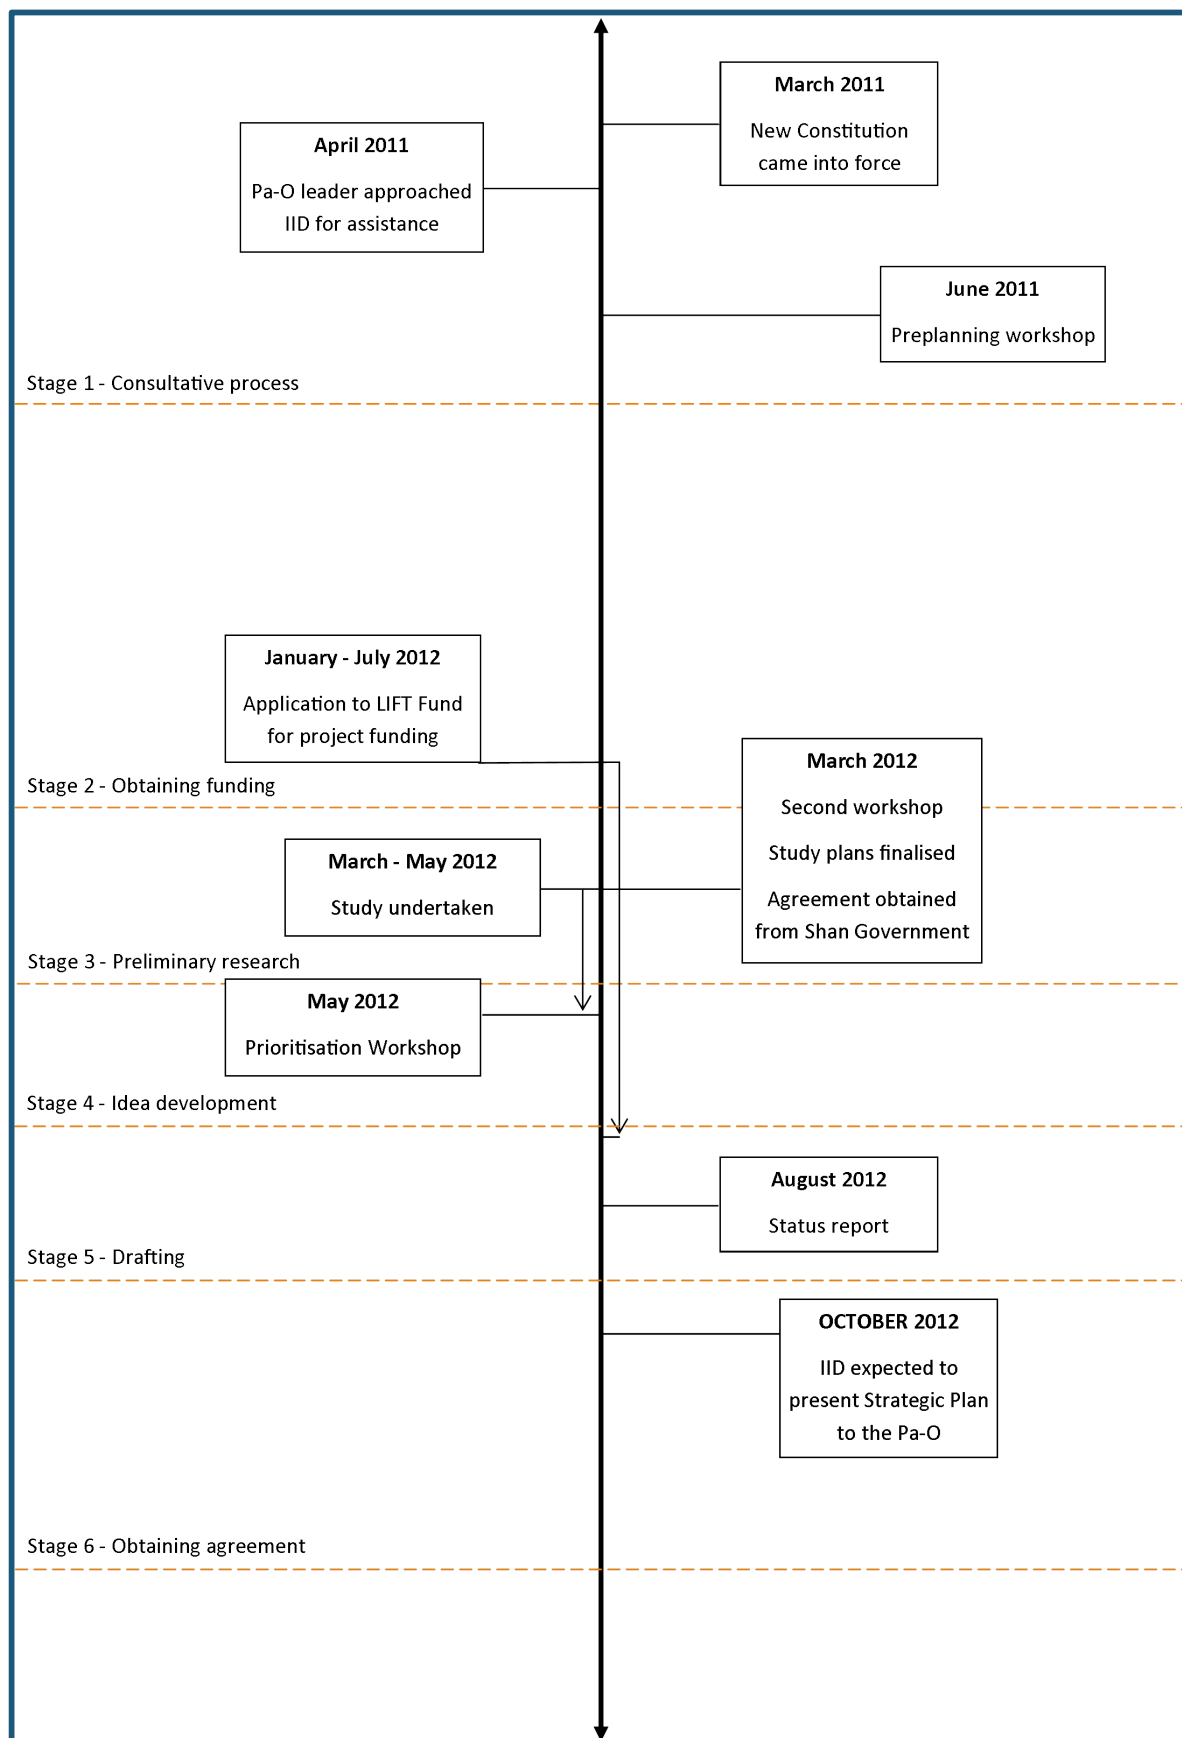 March 2011
New Constitution
came into force
April 2011
Pa-O leader approached
IID for assistance
June 2011
Preplanning workshop
Stage 1 - Consultative process
January - July 2012
Application to LIFT Fund
for project funding
Stage 2 - Obtaining funding
March 2012
Second workshop
Study plans finalised
Agreement obtained
from Shan Government
March - May 2012
Study undertaken
Stage 3 - Preliminary research
May 2012
Prioritisation Workshop
Stage 4 - Idea development
August 2012
Status report
Stage 5 - Drafting
OCTOBER 2012
IID expected to
present Strategic Plan
to the Pa-O
Stage 6 - Obtaining agreement